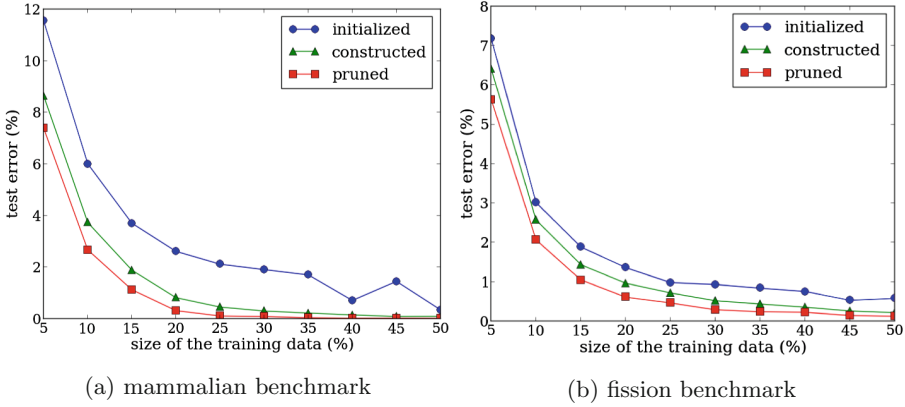 12
10
8
6
4
2
0
test error (%)
initialized
constructed
pruned
5 10 15 20 25 30 35 40 45 50
size of the training data (%)
(a) mammalian benchmark
8
7
6
5
4
3
2
1
0
test error (%)
initialized
constructed
pruned
5 10 15 20 25 30 35 40 45 50
size of the training data (%)
(b) fission benchmark